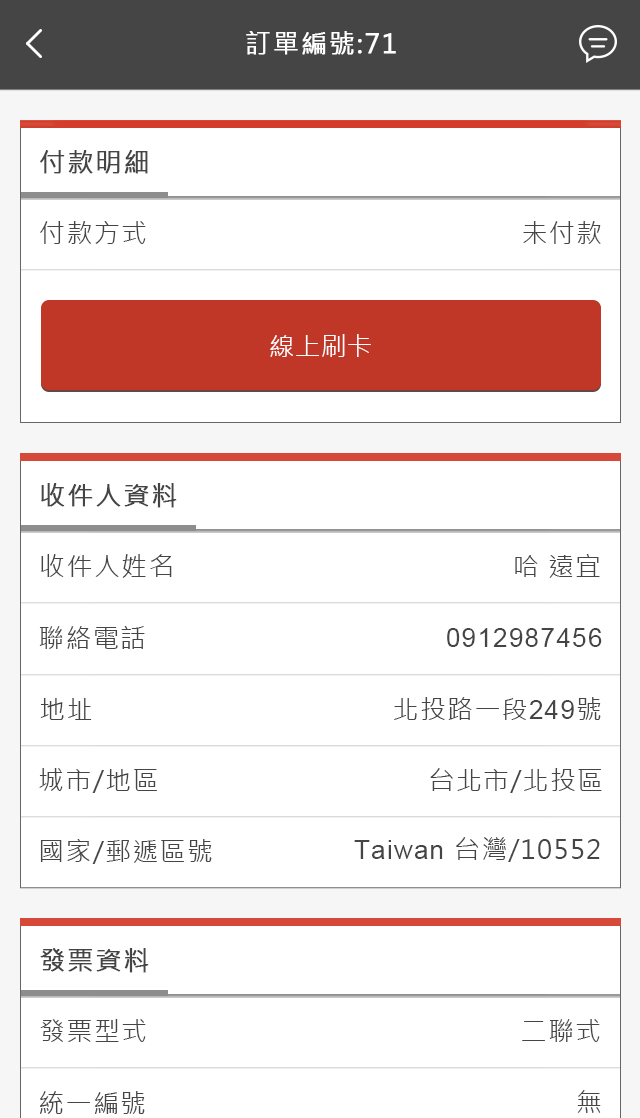 訂單編號:71
付款明細
付款方式 未付款
線上刷卡
收件人資料
收件人姓名 哈 遠宜
聯絡電話 0912987456
地址 北投路一段249號
城市/地區 台北市/北投區
國家/郵遞區號 Taiwan 台灣/10552
發票資料
發票型式 二聯式
統一編號 無